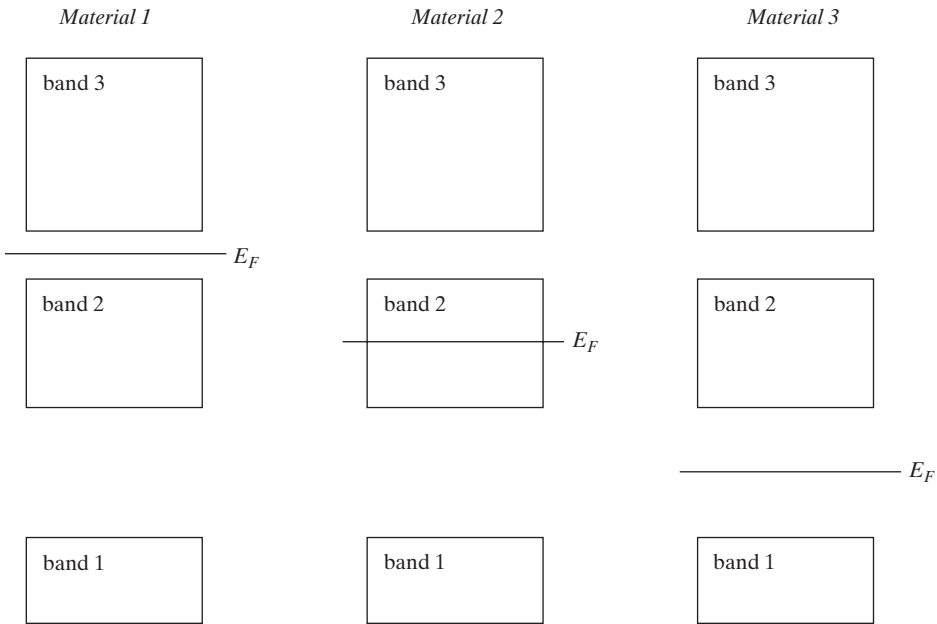 Material 1 Material 2 Material 3
band 3 band 3 band 3
E_F
band 2 band 2 band 2
E_F
E_F
band 1 band 1 band 1